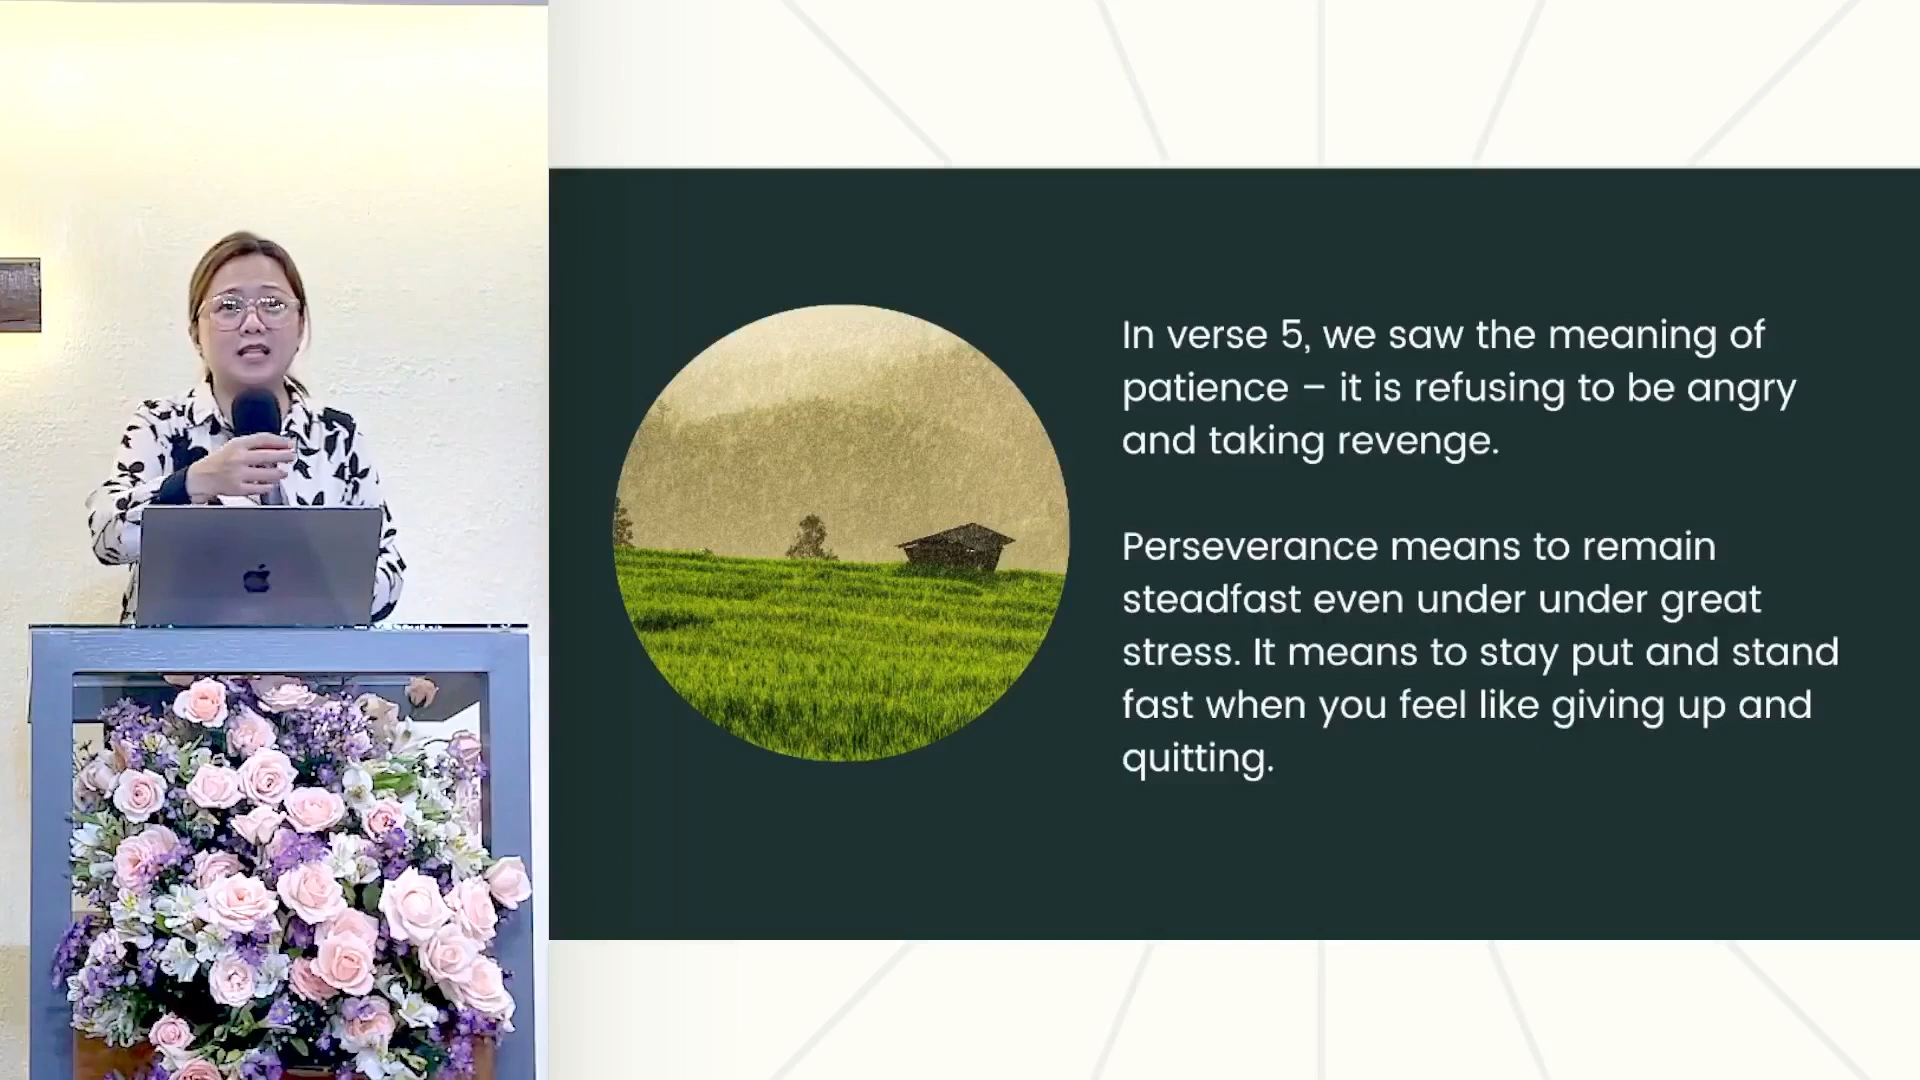 In verse 5, we saw the meaning of
patience – it is refusing to be angry
and taking revenge.
Perseverance means to remain
steadfast even under under great
stress. It means to stay put and stand
fast when you feel like giving up and
quitting.